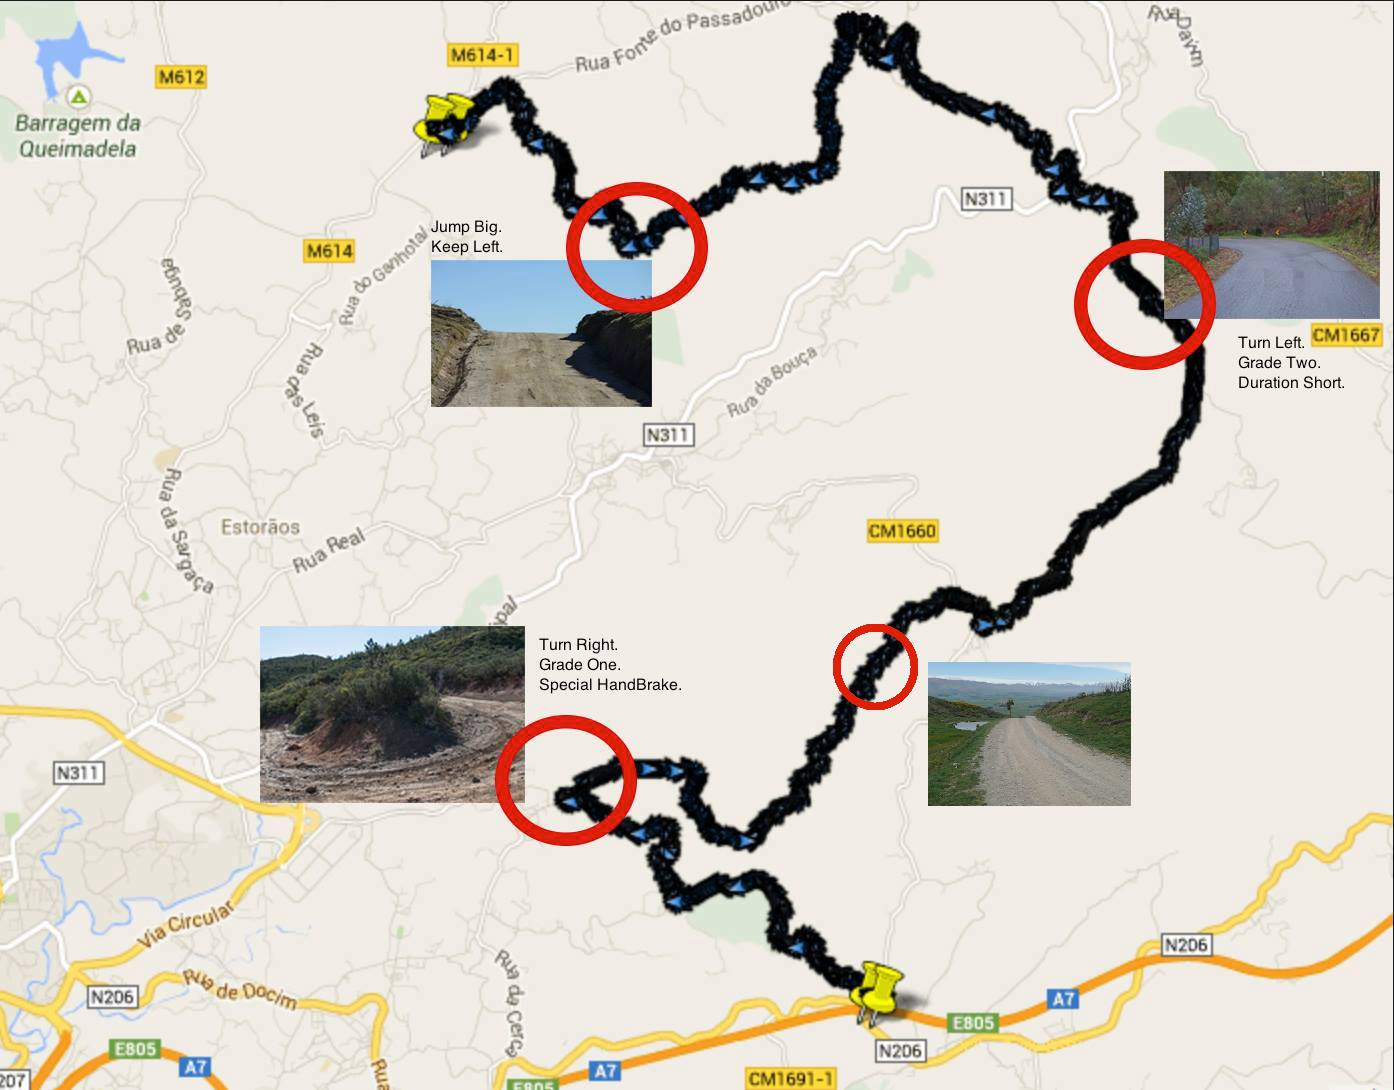 Rua Fonte do Passadouro
M614-1
M612
Barragem da
Queimadela
N311
Jump Big.
Keep Left.
M614
Rua do Ganhotal
Rua de Sabuga
Turn Left.
Grade Two.
Duration Short.
CM1667
Rua da Bouça
Rua das Leis
N311
Rua da Sargaça
Estorãos
Rua Real
CM1660
Turn Right.
Grade One.
Special HandBrake.
N311
Via Circular
N206
N206
Rua de Docim
Rua da Cerca
A7
E805
E805
N206
A7
A7
CM1691-1
207
Rua
E805